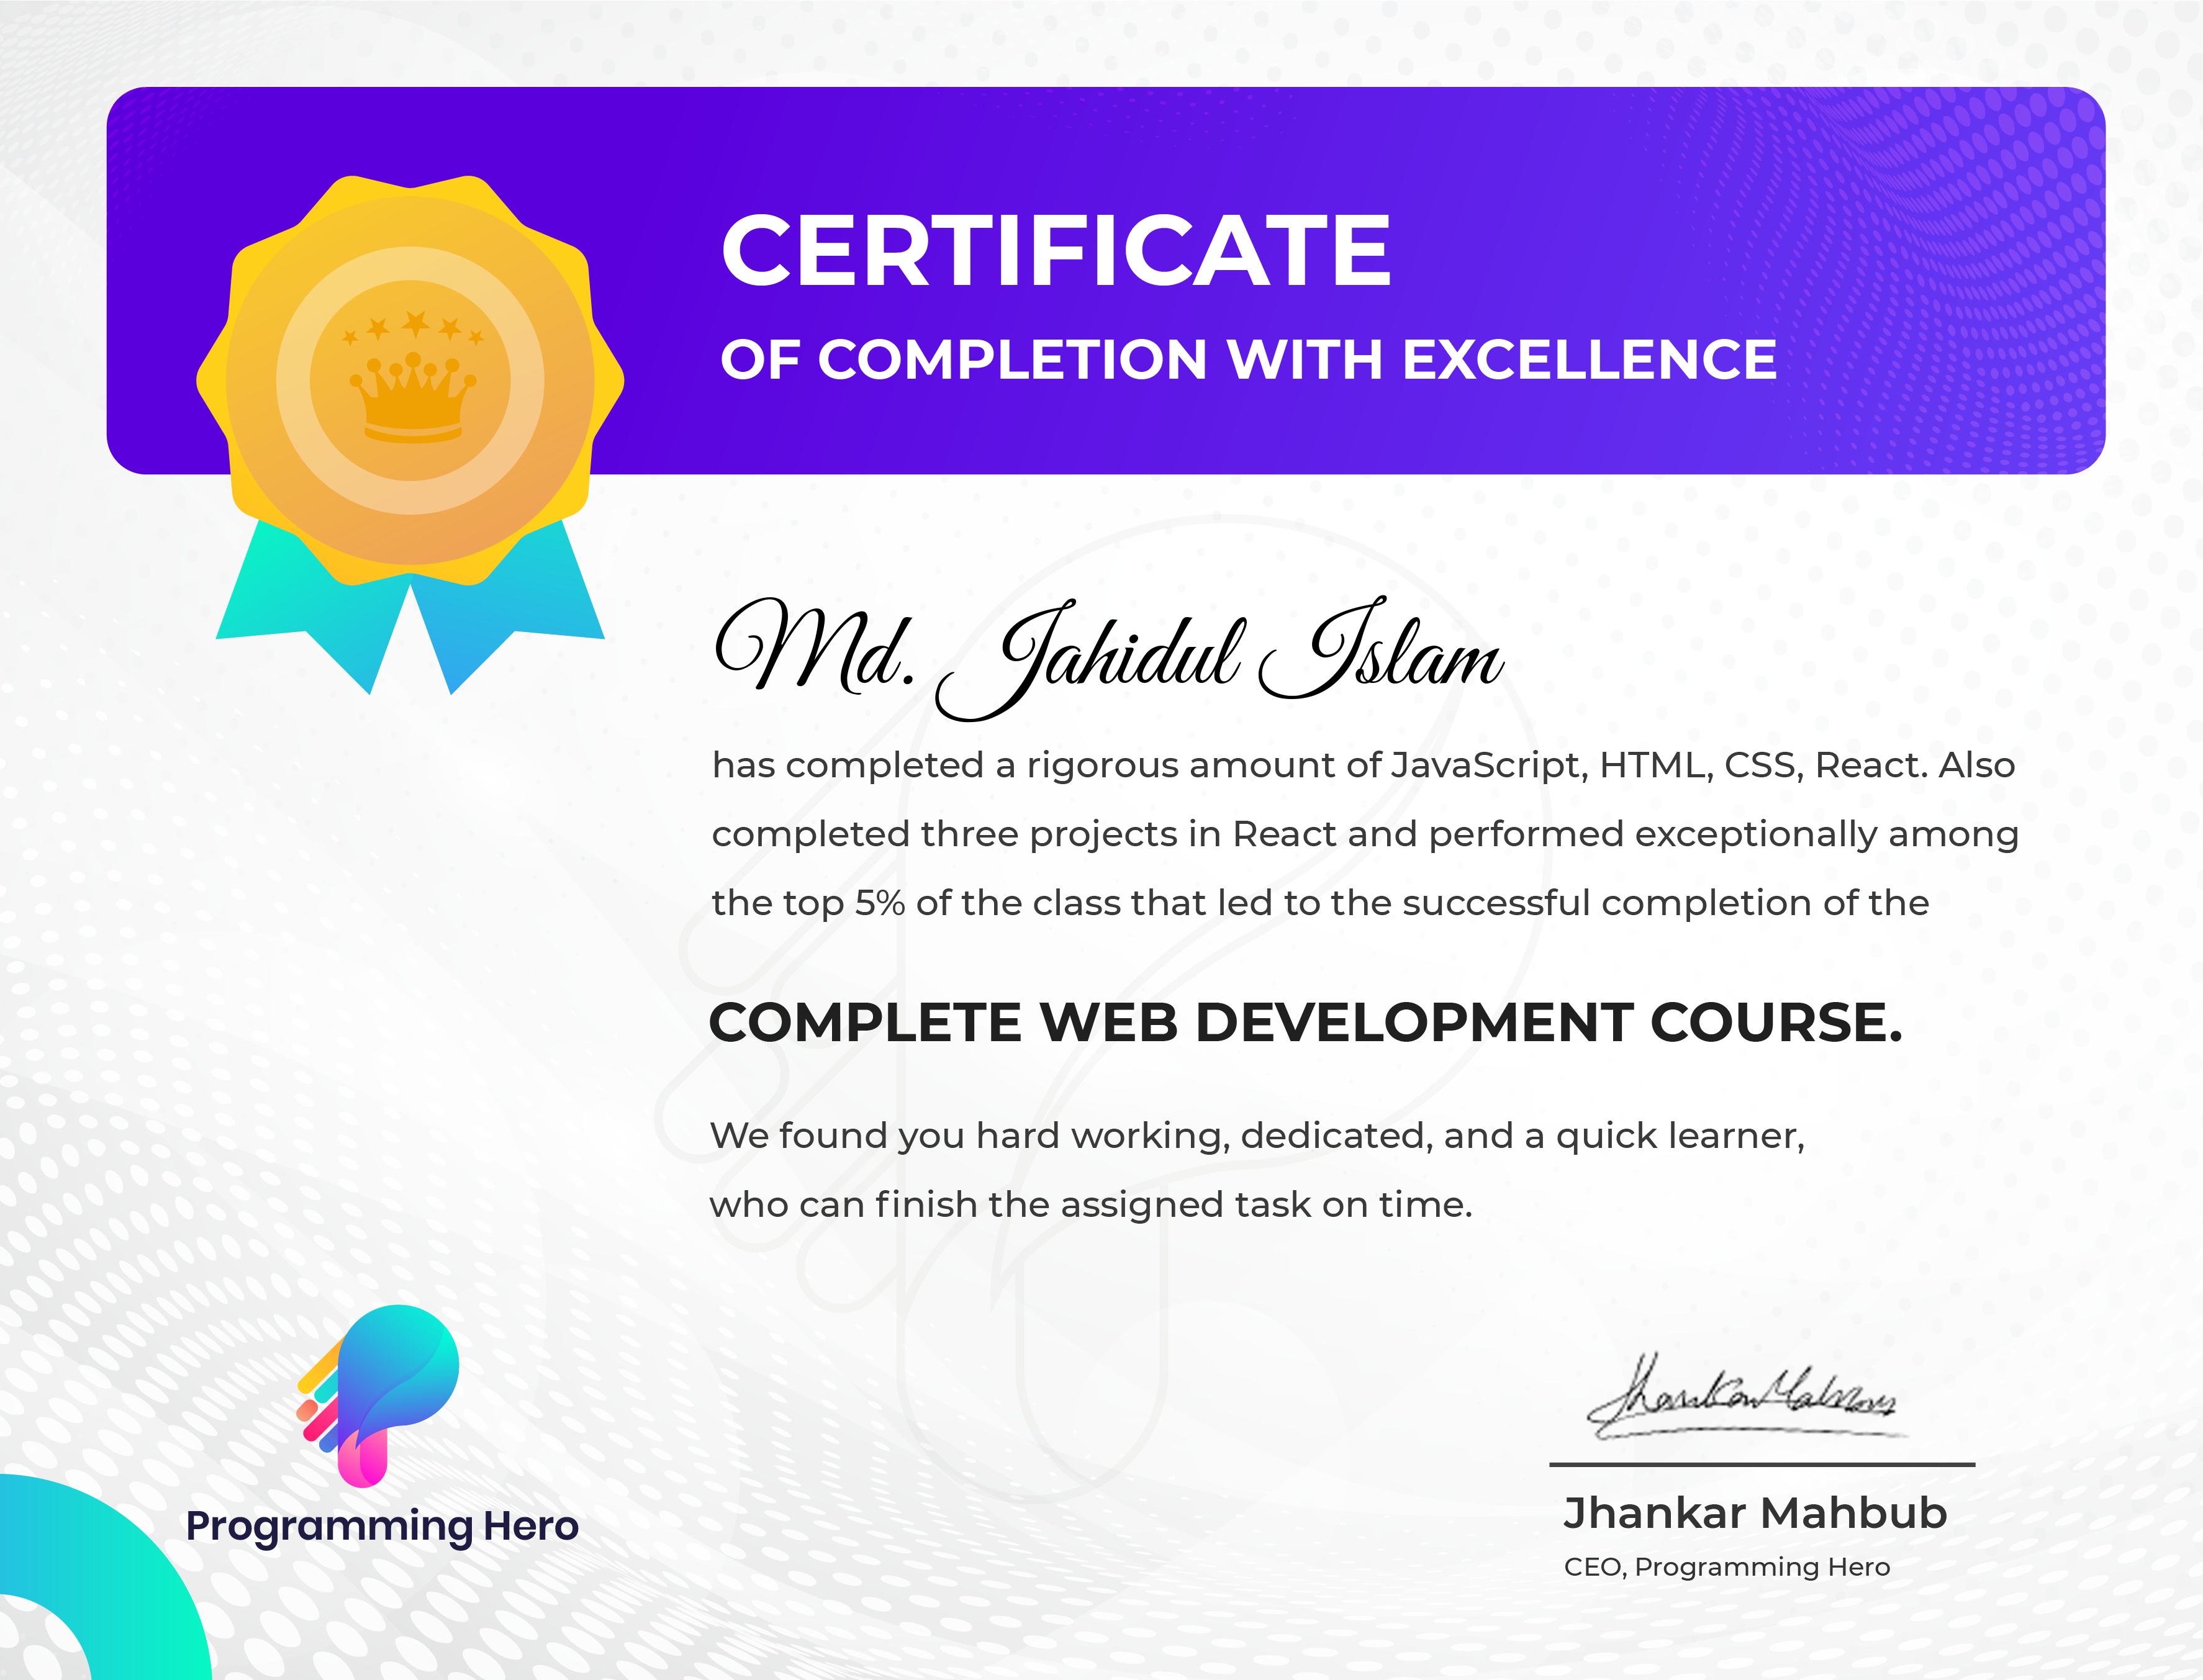 CERTIFICATE
OF COMPLETION WITH EXCELLENCE
Md. Jahidul Islam
has completed a rigorous amount of JavaScript, HTML, CSS, React. Also
completed three projects in React and performed exceptionally among
the top 5% of the class that led to the successful completion of the
COMPLETE WEB DEVELOPMENT COURSE.
We found you hard working, dedicated, and a quick learner,
who can finish the assigned task on time.
Programming Hero
Jhankar Mahbub
Jhankar Mahbub
CEO, Programming Hero